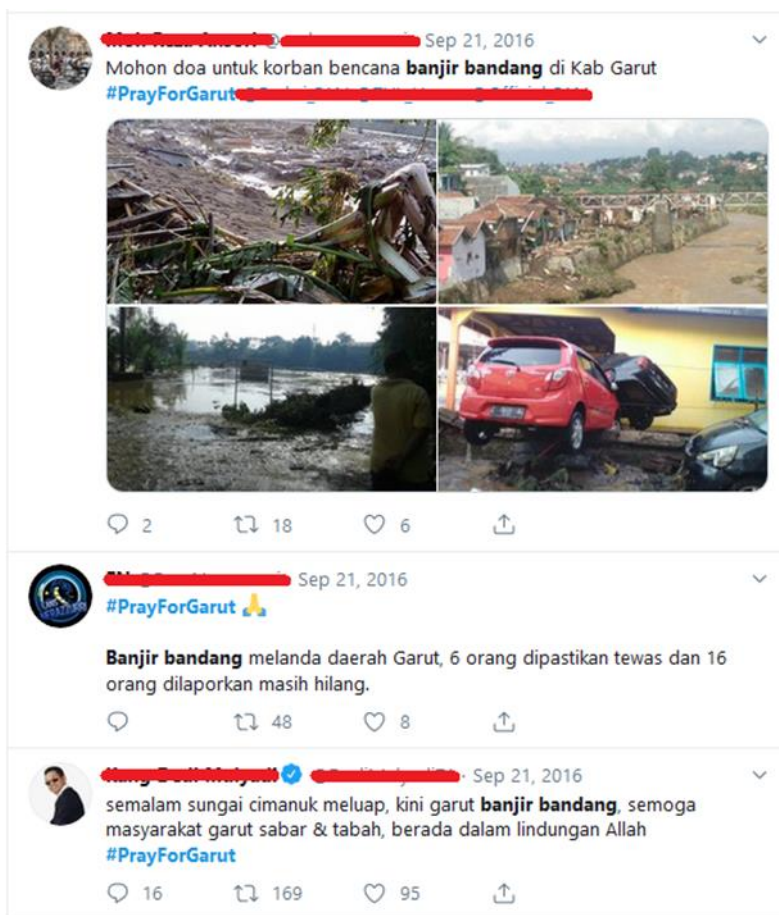 Sep 21, 2016
Mohon doa untuk korban bencana banjir bandang di Kab Garut
#PrayForGarut
2 18 6
Sep 21, 2016
#PrayForGarut 🙏
Banjir bandang melanda daerah Garut, 6 orang dipastikan tewas dan 16
orang dilaporkan masih hilang.
48 8
· Sep 21, 2016
semalam sungai cimanuk meluap, kini garut banjir bandang, semoga
masyarakat garut sabar & tabah, berada dalam lindungan Allah
#PrayForGarut
16 169 95